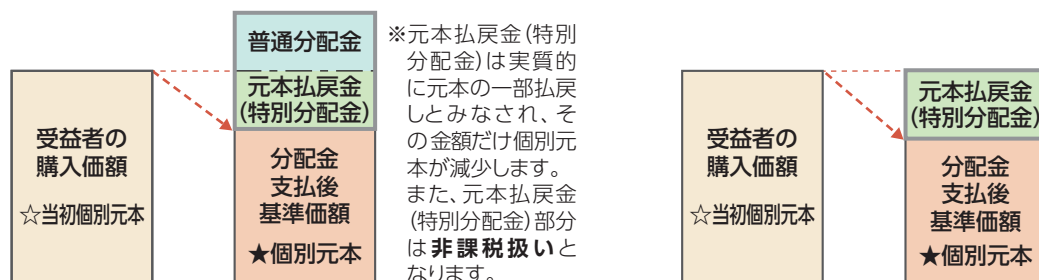 普通分配金
元本払戻金
(特別分配金)
受益者の
購入価額
☆当初個別元本
分配金
支払後
基準価額
★個別元本
※元本払戻金(特別
分配金)は実質的
に元本の一部払戻
しとみなされ、そ
の金額だけ個別元
本が減少します。
また、元本払戻金
(特別分配金)部分
は非課税扱いと
なります。
受益者の
購入価額
☆当初個別元本
元本払戻金
(特別分配金)
分配金
支払後
基準価額
★個別元本